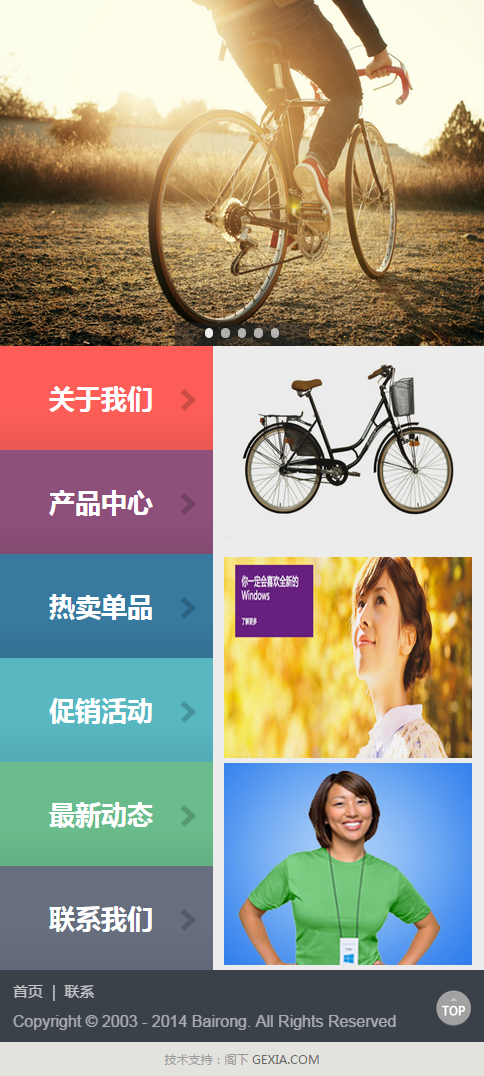 关于我们
产品中心
热卖单品
促销活动
最新动态
联系我们
你一定会喜欢全新的
Windows
了解更多
首页 | 联系
Copyright © 2003 - 2014 Bairong. All Rights Reserved
TOP
技术支持：阁下 GEXIA.COM